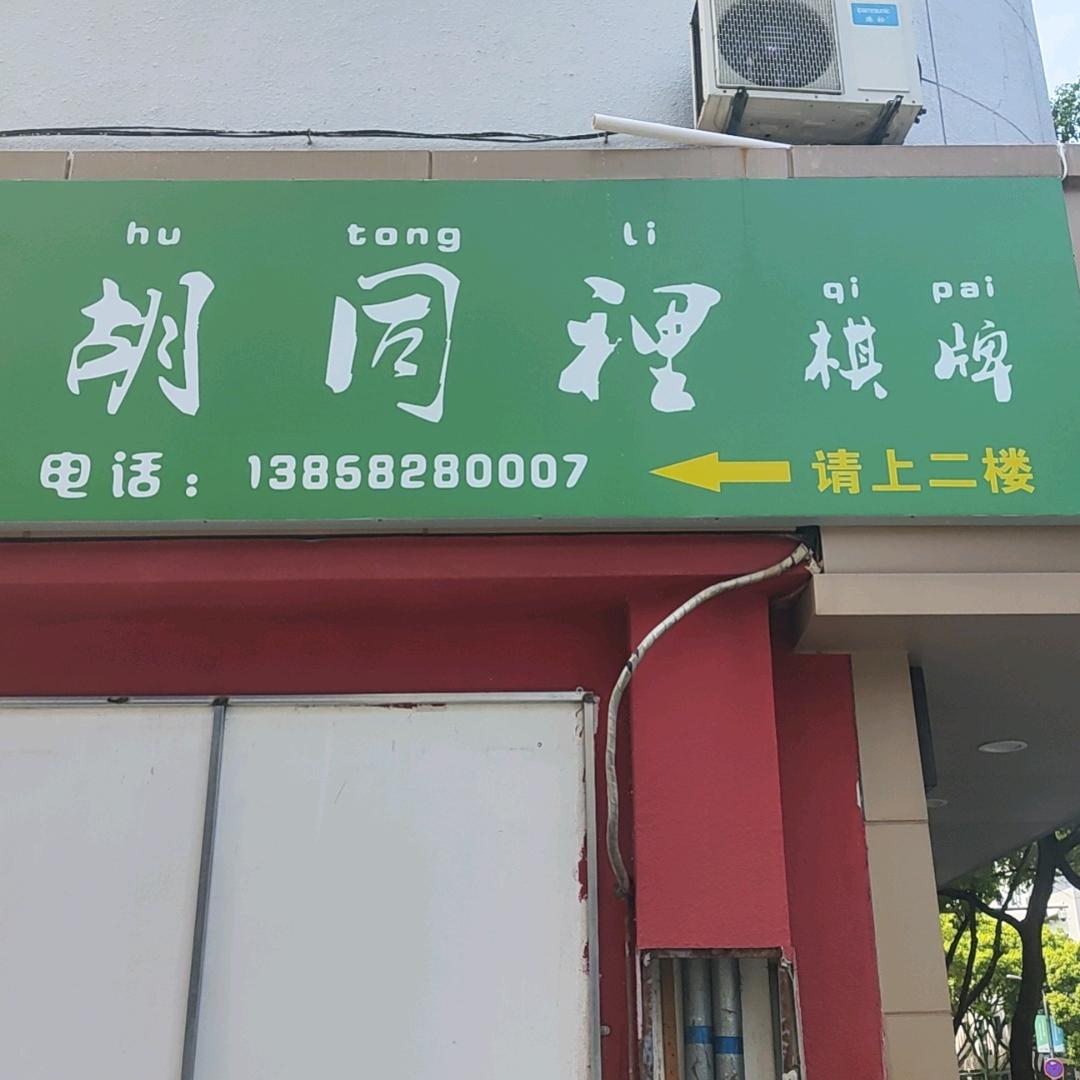 hu tong li
胡同裡
qi pai
棋牌
电话：13858280007
请上二楼